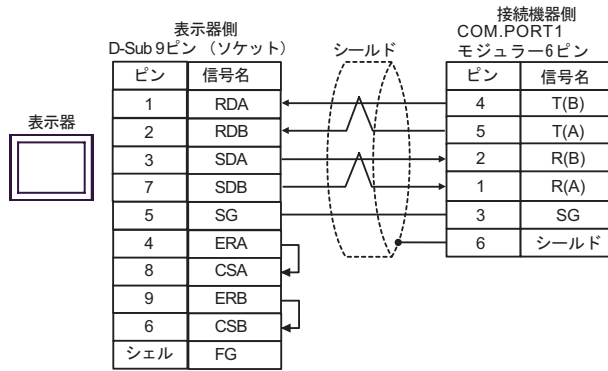 表示器側
D-Sub 9ピン （ソケット）
シールド
接続機器側
COM.PORT1
モジュラー6ピン
表示器
ピン 信号名
1 RDA
2 RDB
3 SDA
7 SDB
5 SG
4 ERA
8 CSA
9 ERB
6 CSB
シェル FG
ピン 信号名
4 T(B)
5 T(A)
2 R(B)
1 R(A)
3 SG
6 シールド